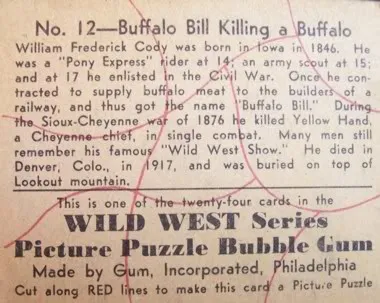 No. 12—Buffalo Bill Killing a Buffalo
William Frederick Cody was born in Iowa in 1846. He
was a "Pony Express" rider at 14; an army scout at 15;
and at 17 he enlisted in the Civil War. Once he con-
tracted to supply buffalo meat to the builders of a
railway, and thus got the name "Buffalo Bill." During
the Sioux-Cheyenne war of 1876 he killed Yellow Hand,
a Cheyenne chief, in single combat. Many men still
remember his famous "Wild West Show." He died in
Denver, Colo., in 1917, and was buried on top of
Lookout mountain.
This is one of the twenty-four cards in the
WILD WEST Series
Picture Puzzle Bubble Gum
Made by Gum, Incorporated, Philadelphia
Cut along RED lines to make this card a Picture Puzzle